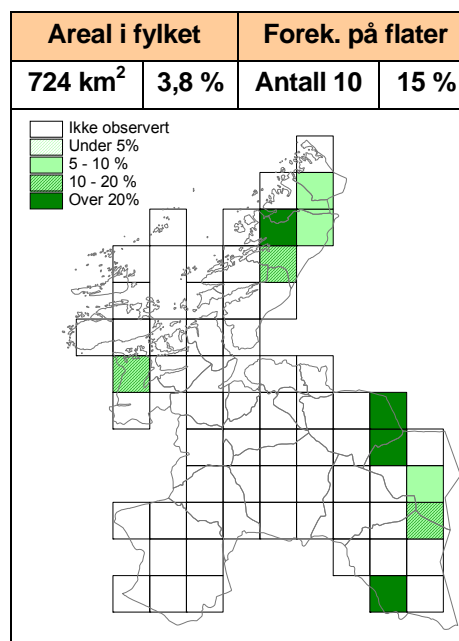 Areal i fylket Forek. på flater
724 km² 3,8 % Antall 10 15 %
Ikke observert
Under 5%
5 - 10 %
10 - 20 %
Over 20%